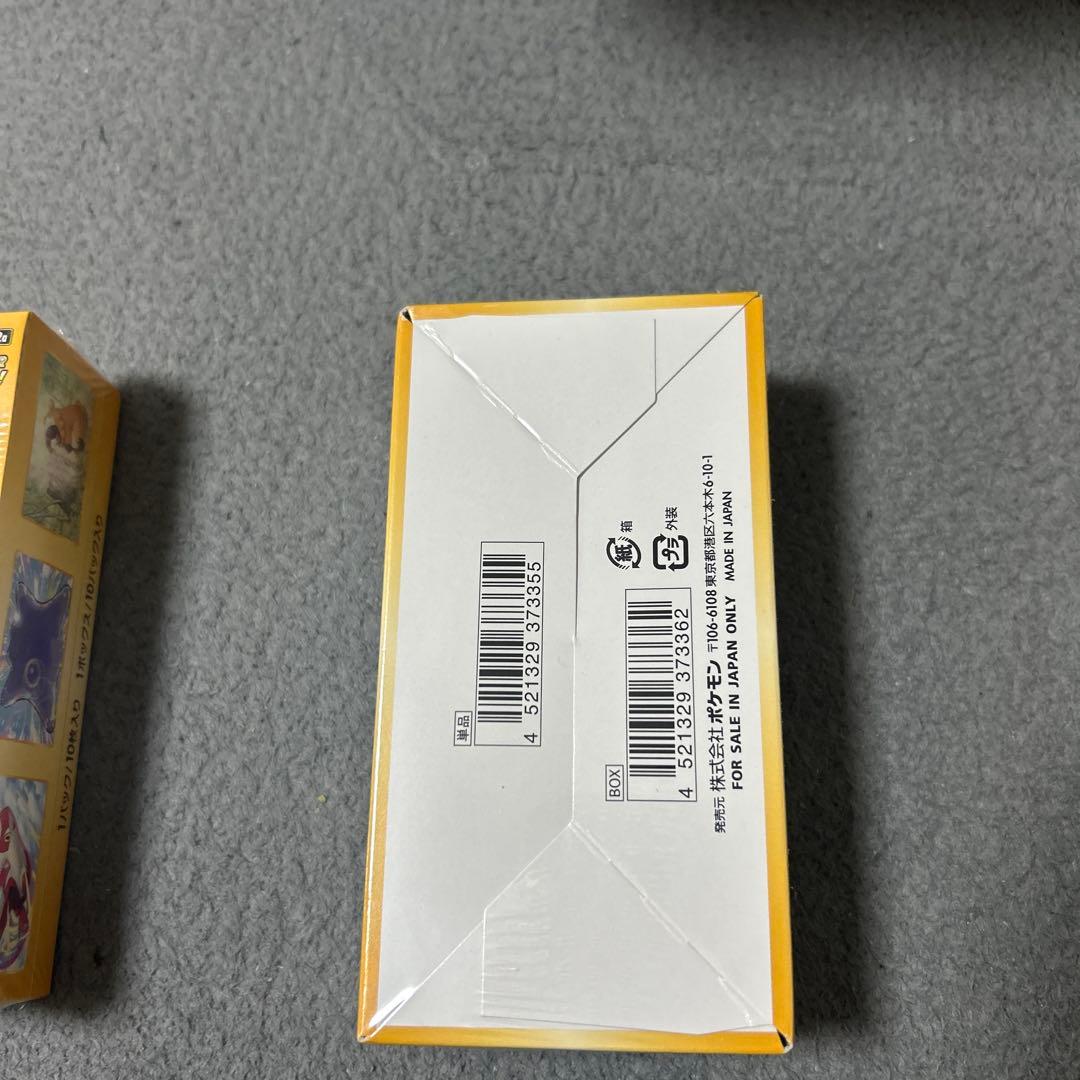 単品
4 521329 373355
BOX
4 521329 373362
紙
箱
プラ
外装
発売元 株式会社 ポケモン 〒106-6108 東京都港区六本木6-10-1
FOR SALE IN JAPAN ONLY MADE IN JAPAN
1パック/10枚入り 1ボックス/10パック入り